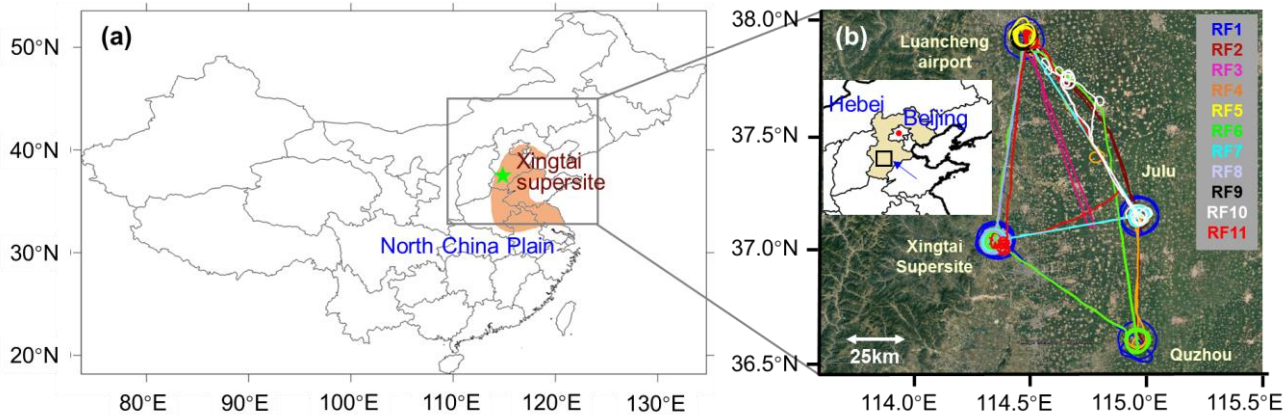 (a)
50°N
40°N
30°N
20°N
80°E
90°E
100°E
110°E
120°E
130°E
Xingtai
supersite
North China Plain
(b)
38.0°N
37.5°N
37.0°N
36.5°N
114.0°E
114.5°E
115.0°E
115.5°E
Luancheng
airport
Hebei
Beijing
Julu
Xingtai
Supersite
Quzhou
25km
RF1
RF2
RF3
RF4
RF5
RF6
RF7
RF8
RF9
RF10
RF11